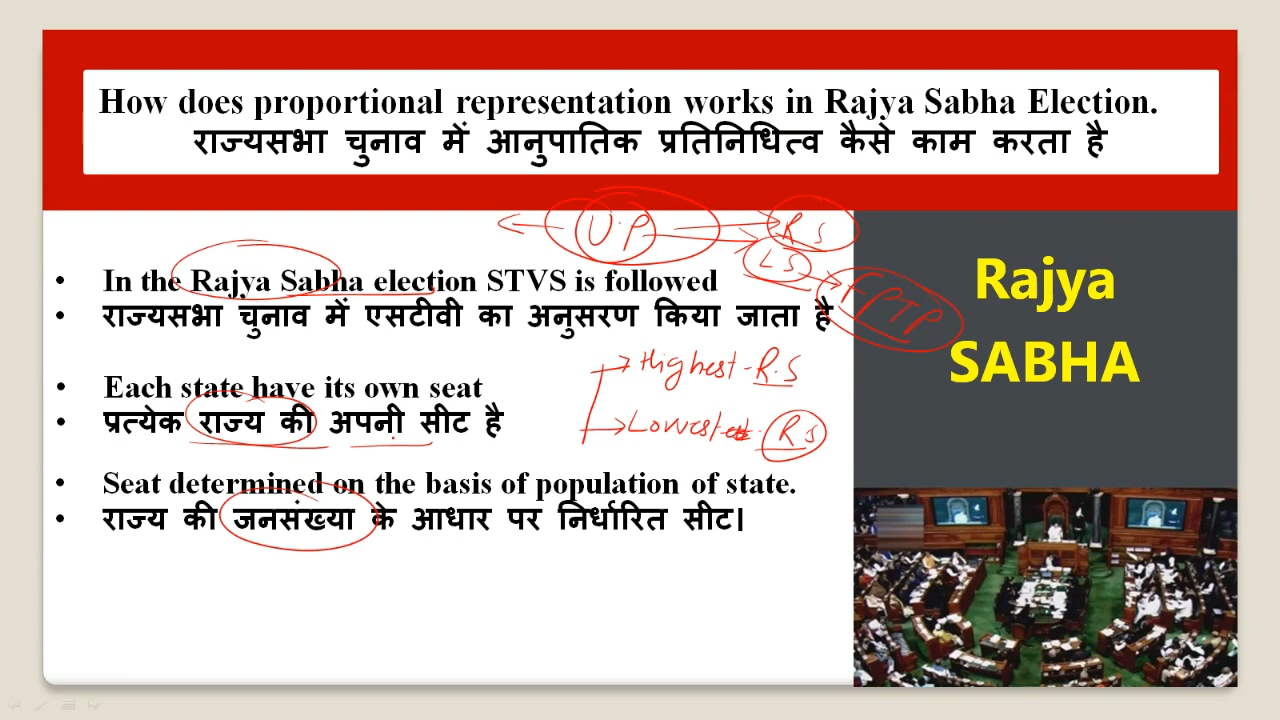 How does proportional representation works in Rajya Sabha Election.
राज्यसभा चुनाव में आनुपातिक प्रतिनिधित्व कैसे काम करता है
U.P
R S
L S
FPTP
• In the Rajya Sabha election STVS is followed
• राज्यसभा चुनाव में एसटीवी का अनुसरण किया जाता है
Highest - R.S
• Each state have its own seat
• प्रत्येक राज्य की अपनी सीट है
Lowest R S
• Seat determined on the basis of population of state.
• राज्य की जनसंख्या के आधार पर निर्धारित सीट।
Rajya
SABHA